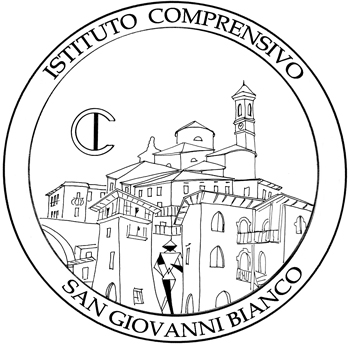 ISTITUTO COMPRENSIVO
IC
SAN GIOVANNI BIANCO